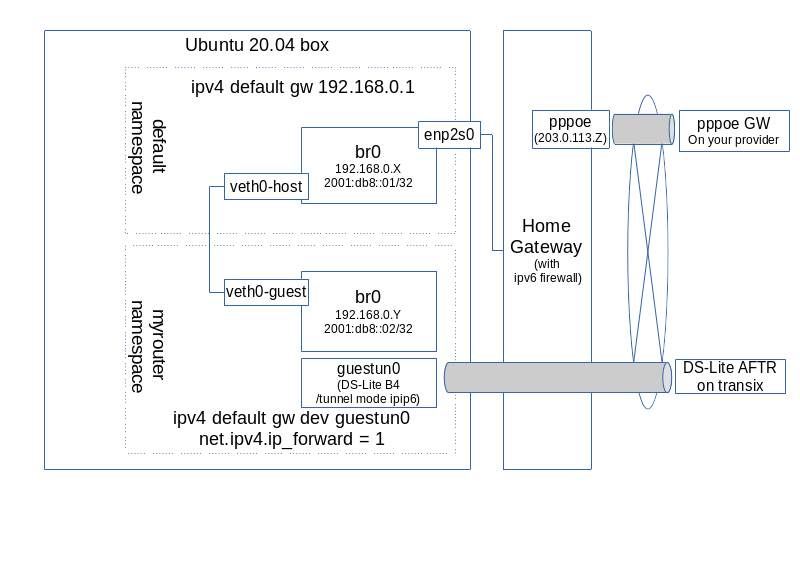 Ubuntu 20.04 box
ipv4 default gw 192.168.0.1
default
namespace
enp2s0
br0
192.168.0.X
2001:db8::01/32
veth0-host
veth0-guest
br0
192.168.0.Y
2001:db8::02/32
myrouter
namespace
guestun0
(DS-Lite B4
/tunnel mode ipip6)
ipv4 default gw dev guestun0
net.ipv4.ip_forward = 1
Home
Gateway
(with
ipv6 firewall)
pppoe
(203.0.113.Z)
pppoe GW
On your provider
DS-Lite AFTR
on transix